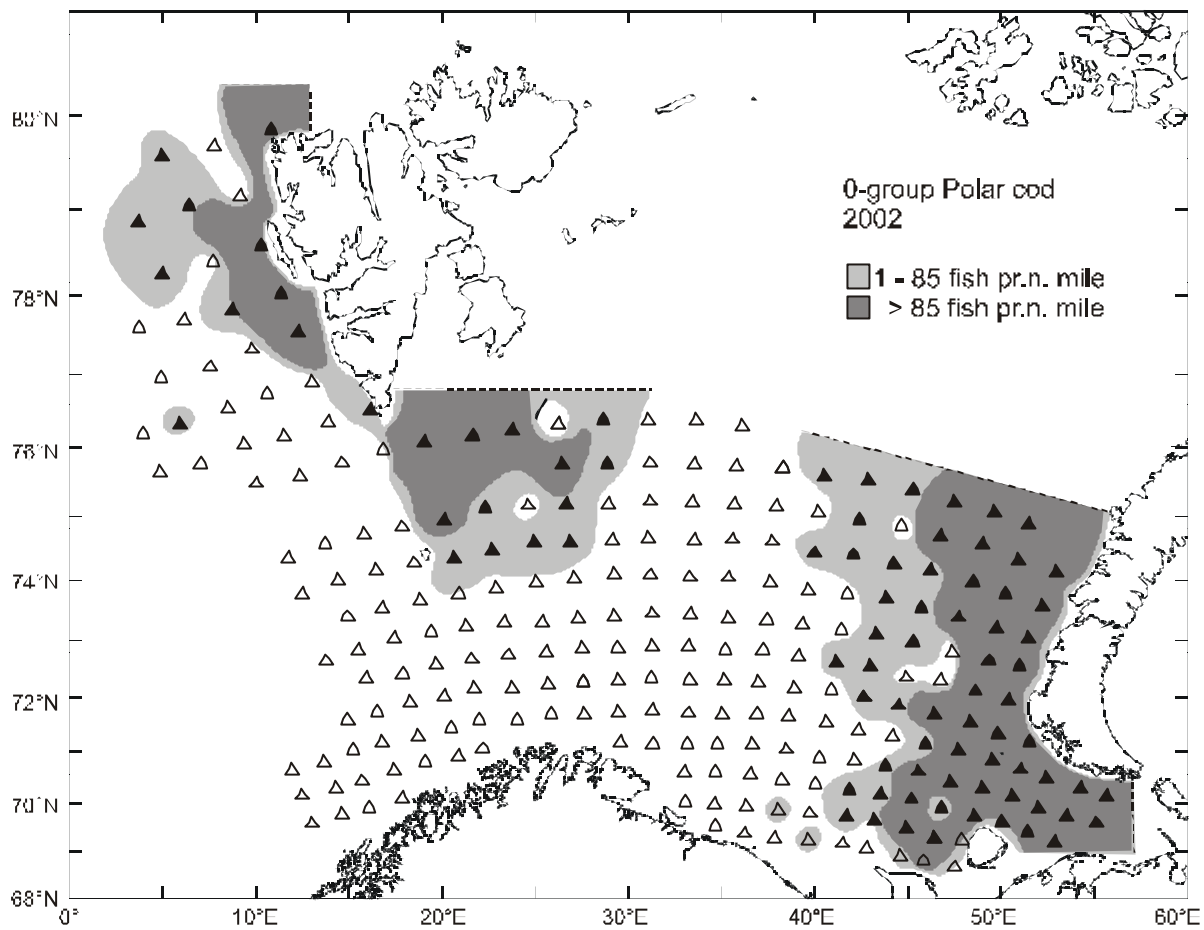 80°N
78°N
76°N
74°N
72°N
70°N
68°N
0-group Polar cod
2002
1 - 85 fish pr.n. mile
> 85 fish pr.n. mile
0° 10°E 20°E 30°E 40°E 50°E 60°E